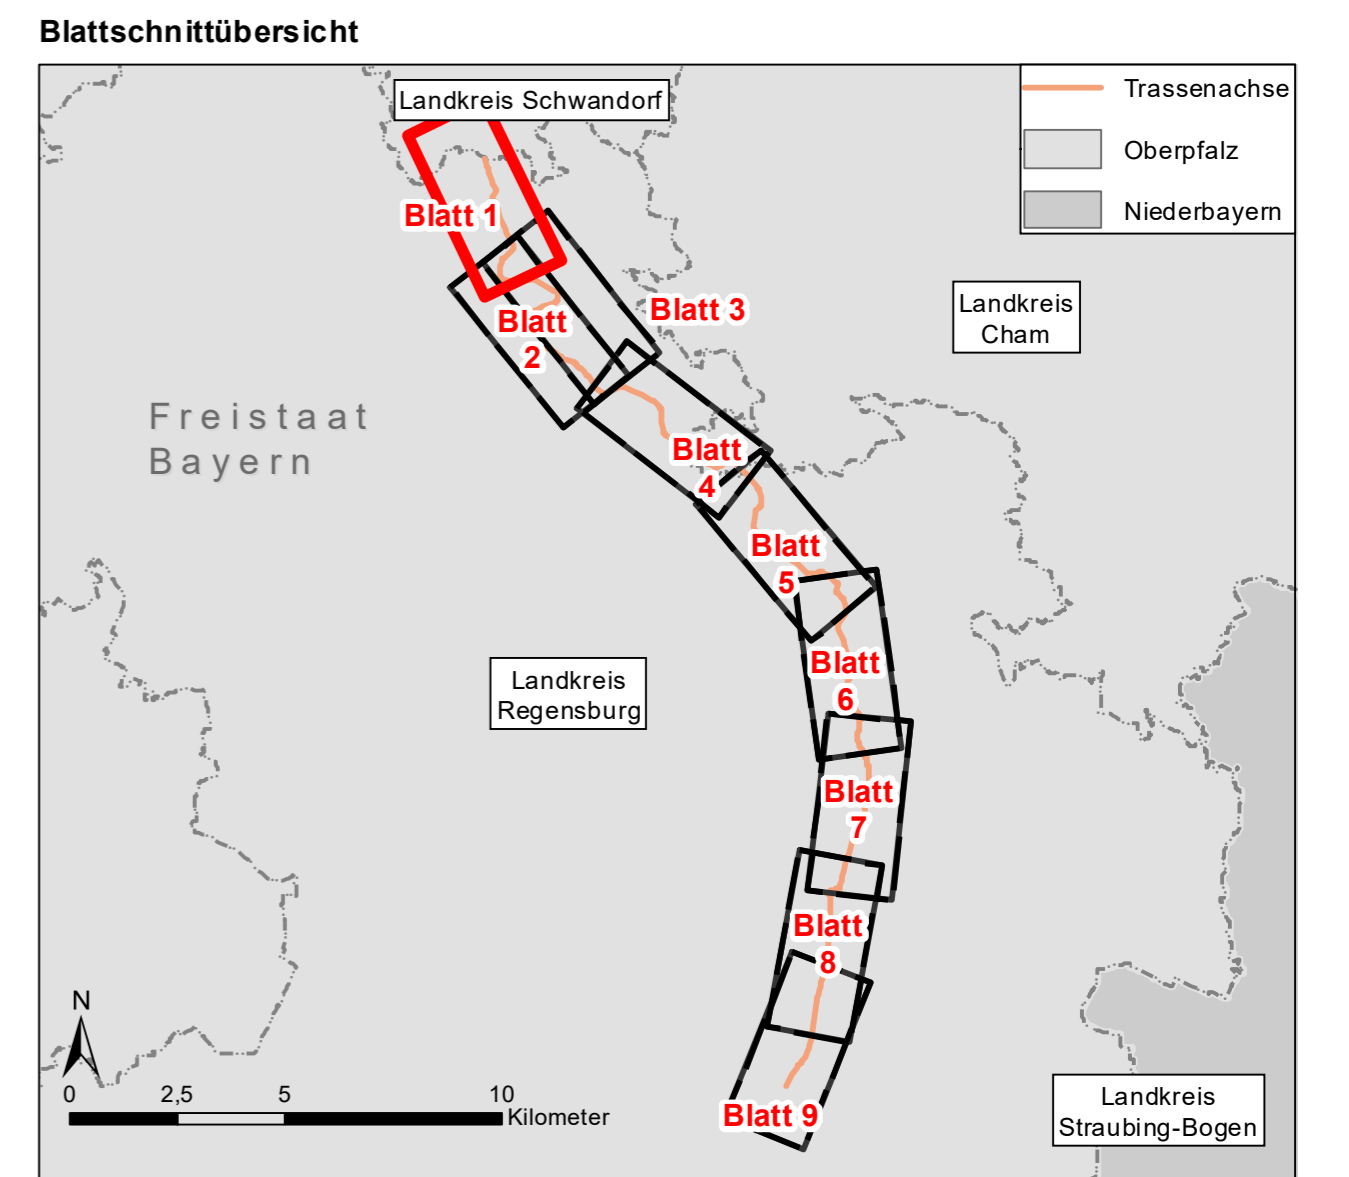 Blattschnittübersicht
Landkreis Schwandorf
Trassenachse
Oberpfalz
Niederbayern
Blatt 1
Blatt 3
Blatt
2
Landkreis
Cham
Freistaat
Bayern
Blatt
4
Blatt
5
Landkreis
Regensburg
Blatt
6
Blatt
7
Blatt
8
Blatt 9
N
0 2,5 5 10
Kilometer
Landkreis
Straubing-Bogen